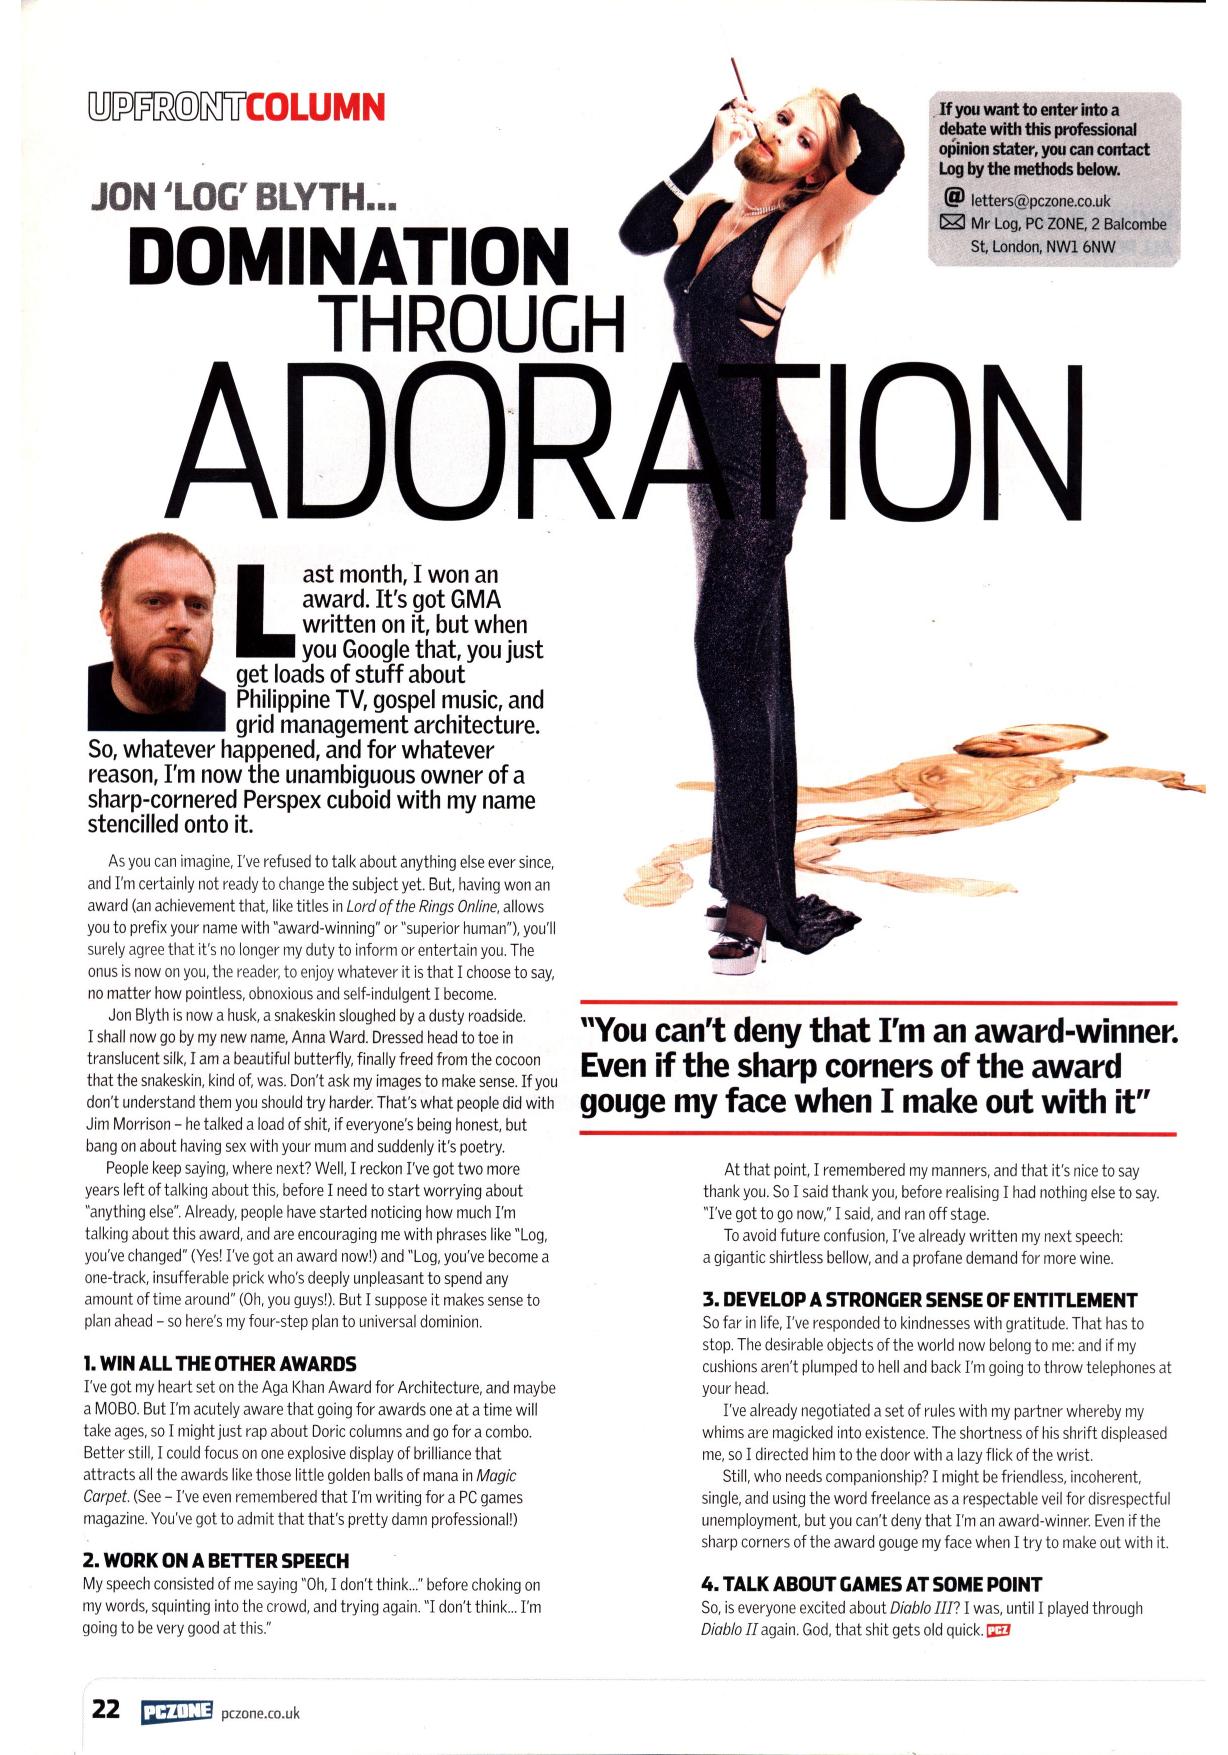 UPFRONTCOLUMN
JON ‘LOG’ BLYTH...
DOMINATION
THROUGH
ADORATION
If you want to enter into a
debate with this professional
opinion stater, you can contact
Log by the methods below.
@ letters@pczone.co.uk
Mr Log, PC ZONE, 2 Balcombe
St, London, NW1 6NW
Last month, I won an
award. It's got GMA
written on it, but when
you Google that, you just
get loads of stuff about
Philippine TV, gospel music, and
grid management architecture.
So, whatever happened, and for whatever
reason, I'm now the unambiguous owner of a
sharp-cornered Perspex cuboid with my name
stencilled onto it.
As you can imagine, I've refused to talk about anything else ever since,
and I'm certainly not ready to change the subject yet. But, having won an
award (an achievement that, like titles in Lord of the Rings Online, allows
you to prefix your name with “award-winning” or “superior human”), you'll
surely agree that it's no longer my duty to inform or entertain you. The
onus is now on you, the reader, to enjoy whatever it is that I choose to say,
no matter how pointless, obnoxious and self-indulgent I become.
Jon Blyth is now a husk, a snakeskin sloughed by a dusty roadside.
I shall now go by my new name, Anna Ward. Dressed head to toe in
translucent silk, I am a beautiful butterfly, finally freed from the cocoon
that the snakeskin, kind of, was. Don't ask my images to make sense. If you
don't understand them you should try harder. That's what people did with
Jim Morrison – he talked a load of shit, if everyone's being honest, but
bang on about having sex with your mum and suddenly it's poetry.
People keep saying, where next? Well, I reckon I've got two more
years left of talking about this, before I need to start worrying about
“anything else”. Already, people have started noticing how much I'm
talking about this award, and are encouraging me with phrases like “Log,
you've changed” (Yes! I've got an award now!) and “Log, you've become a
one-track, insufferable prick who's deeply unpleasant to spend any
amount of time around” (Oh, you guys!). But I suppose it makes sense to
plan ahead – so here's my four-step plan to universal dominion.
1. WIN ALL THE OTHER AWARDS
I've got my heart set on the Aga Khan Award for Architecture, and maybe
a MOBO. But I'm acutely aware that going for awards one at a time will
take ages, so I might just rap about Doric columns and go for a combo.
Better still, I could focus on one explosive display of brilliance that
attracts all the awards like those little golden balls of mana in Magic
Carpet. (See – I've even remembered that I'm writing for a PC games
magazine. You've got to admit that that's pretty damn professional!)
2. WORK ON A BETTER SPEECH
My speech consisted of me saying “Oh, I don't think...” before choking on
my words, squinting into the crowd, and trying again. “I don't think... I'm
going to be very good at this.”
“You can't deny that I'm an award-winner.
Even if the sharp corners of the award
gouge my face when I make out with it”
At that point, I remembered my manners, and that it's nice to say
thank you. So I said thank you, before realising I had nothing else to say.
“I've got to go now,” I said, and ran off stage.
To avoid future confusion, I've already written my next speech:
a gigantic shirtless bellow, and a profane demand for more wine.
3. DEVELOP A STRONGER SENSE OF ENTITLEMENT
So far in life, I've responded to kindnesses with gratitude. That has to
stop. The desirable objects of the world now belong to me: and if my
cushions aren't plumped to hell and back I'm going to throw telephones at
your head.
I've already negotiated a set of rules with my partner whereby my
whims are magicked into existence. The shortness of his shrift displeased
me, so I directed him to the door with a lazy flick of the wrist.
Still, who needs companionship? I might be friendless, incoherent,
single, and using the word freelance as a respectable veil for disrespectful
unemployment, but you can't deny that I'm an award-winner. Even if the
sharp corners of the award gouge my face when I try to make out with it.
4. TALK ABOUT GAMES AT SOME POINT
So, is everyone excited about Diablo III? I was, until I played through
Diablo II again. God, that shit gets old quick. PCZ
22 PCZONE pczone.co.uk